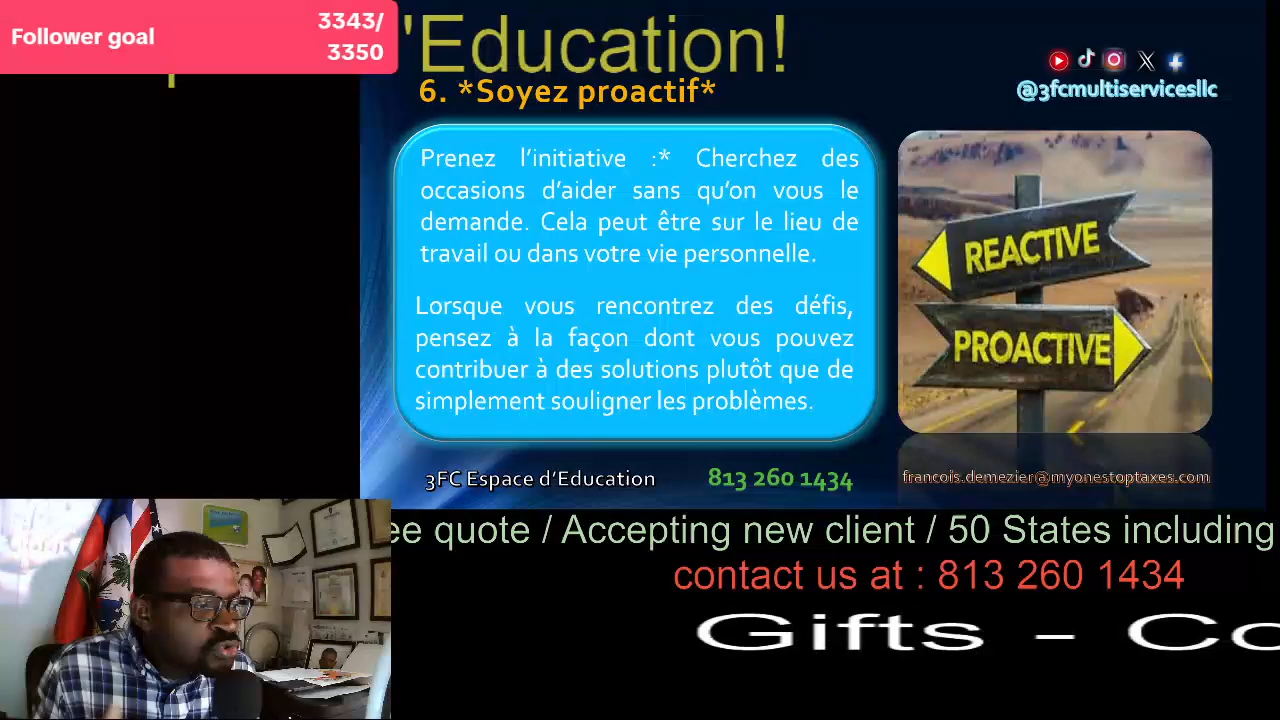 Follower goal
3343/
3350
'Education!
6. *Soyez proactif*
@3fcmultiservicesllc
Prenez l'initiative :* Cherchez des
occasions d'aider sans qu'on vous le
demande. Cela peut être sur le lieu de
travail ou dans votre vie personnelle.
Lorsque vous rencontrez des défis,
pensez à la façon dont vous pouvez
contribuer à des solutions plutôt que de
simplement souligner les problèmes.
REACTIVE
PROACTIVE
3FC Espace d'Education
813 260 1434
francois.demezier@myonestoptaxes.com
ee quote / Accepting new client / 50 States including
contact us at : 813 260 1434
Gifts - Co